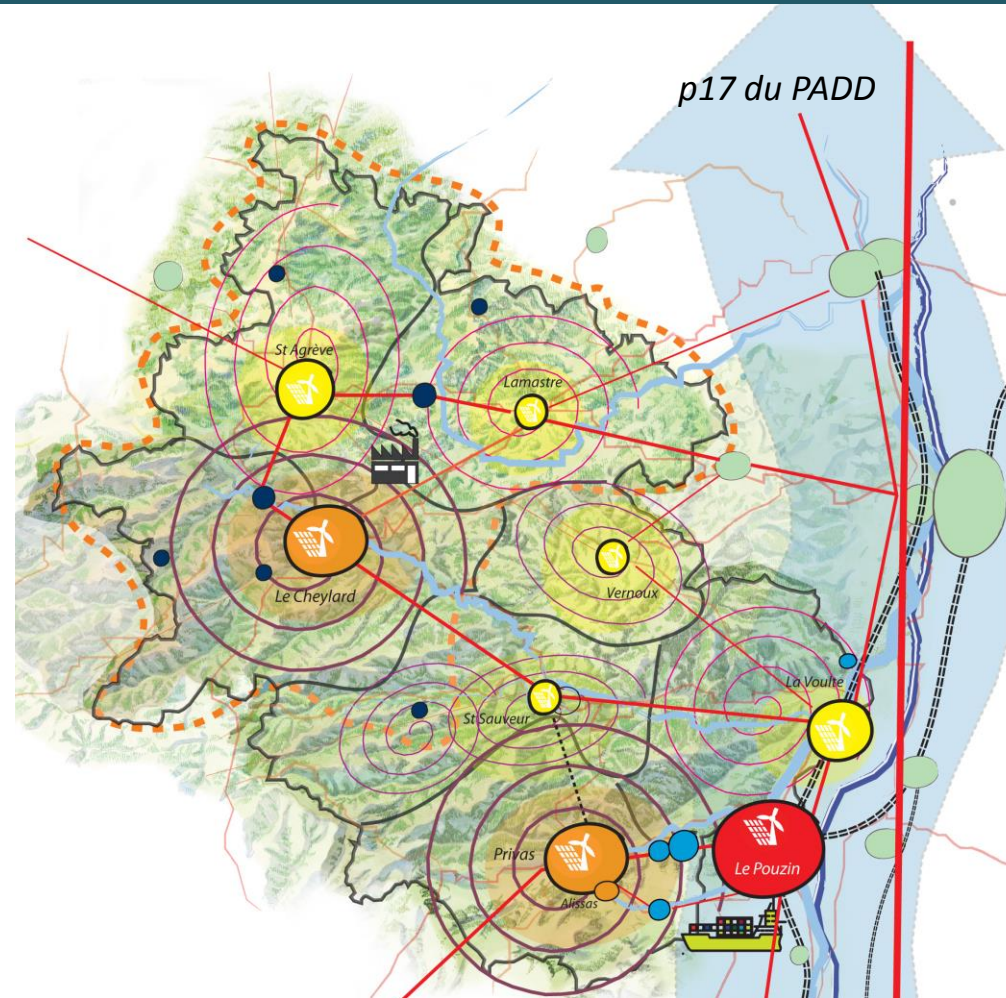 p17 du PADD
St Agrève
Lamastre
Le Cheylard
Vernoux
La Voulte
St Sauveur
Privas
Le Pouzin
Alissas